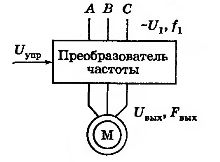 A B C
~U₁, f₁
Uупр
Преобразователь
частоты
Uвых, Fвых
М